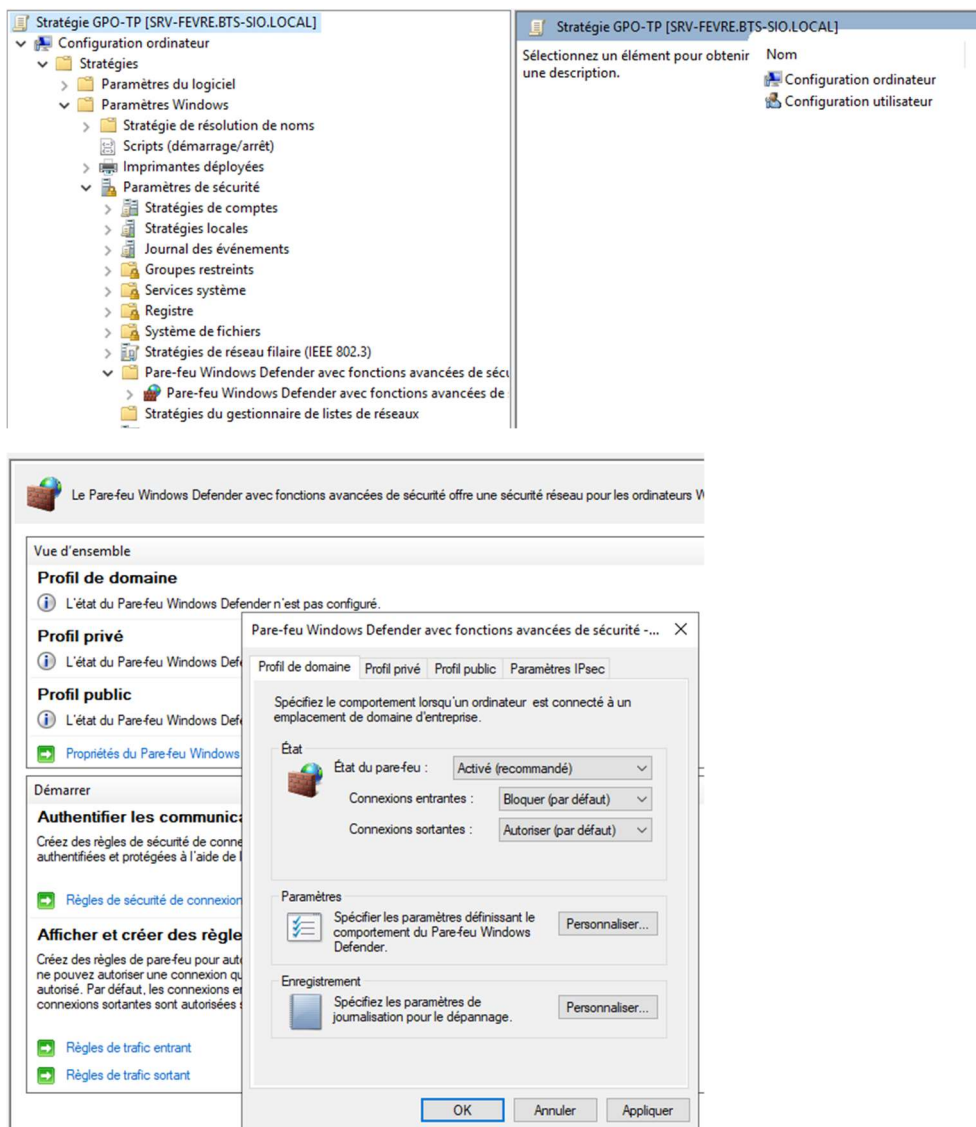 Stratégie GPO-TP [SRV-FEVRE.BTS-SIO.LOCAL]
Configuration ordinateur
Stratégies
Paramètres du logiciel
Paramètres Windows
Stratégie de résolution de noms
Scripts (démarrage/arrêt)
Imprimantes déployées
Paramètres de sécurité
Stratégies de comptes
Stratégies locales
Journal des événements
Groupes restreints
Services système
Registre
Système de fichiers
Stratégies de réseau filaire (IEEE 802.3)
Pare-feu Windows Defender avec fonctions avancées de sécu
Pare-feu Windows Defender avec fonctions avancées de
Stratégies du gestionnaire de listes de réseaux
Stratégie GPO-TP [SRV-FEVRE.BTS-SIO.LOCAL]
Sélectionnez un élément pour obtenir
une description.
Nom
Configuration ordinateur
Configuration utilisateur
Le Pare-feu Windows Defender avec fonctions avancées de sécurité offre une sécurité réseau pour les ordinateurs W
Vue d'ensemble
Profil de domaine
L'état du Pare-feu Windows Defender n'est pas configuré.
Profil privé
L'état du Pare-feu Windows Defe
Profil public
L'état du Pare-feu Windows Defe
Propriétés du Pare-feu Windows
Démarrer
Authentifier les communica
Créez des règles de sécurité de conne
authentifiées et protégées à l'aide de l
Règles de sécurité de connexion
Afficher et créer des règle
Créez des règles de pare-feu pour auto
ne pouvez autoriser une connexion qu
autorisé. Par défaut, les connexions en
connexions sortantes sont autorisées s
Règles de trafic entrant
Règles de trafic sortant
Pare-feu Windows Defender avec fonctions avancées de sécurité -...
Profil de domaine Profil privé Profil public Paramètres IPsec
Spécifiez le comportement lorsqu'un ordinateur est connecté à un
emplacement de domaine d'entreprise.
État
État du pare-feu : Activé (recommandé)
Connexions entrantes : Bloquer (par défaut)
Connexions sortantes : Autoriser (par défaut)
Paramètres
Spécifier les paramètres définissant le
comportement du Pare-feu Windows
Defender.
Personnaliser...
Enregistrement
Spécifiez les paramètres de
journalisation pour le dépannage.
Personnaliser...
OK Annuler Appliquer